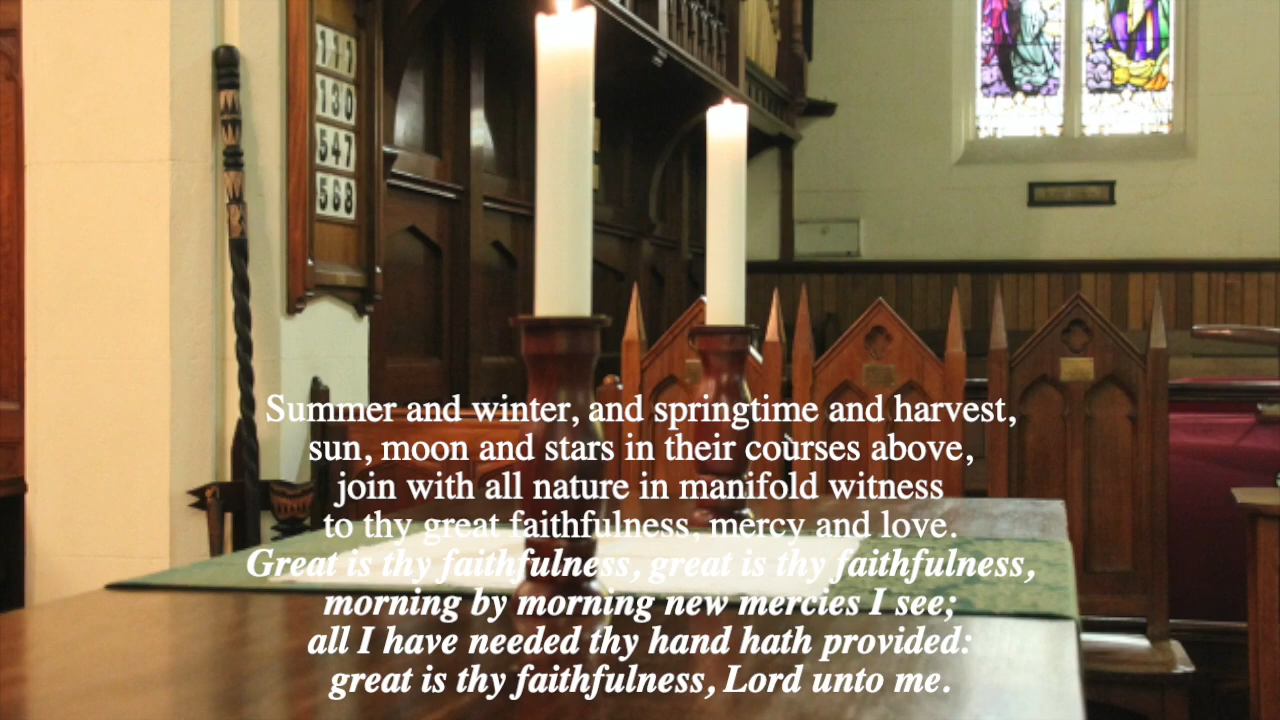 117
130
547
568
Summer and winter, and springtime and harvest,
sun, moon and stars in their courses above,
join with all nature in manifold witness
to thy great faithfulness, mercy and love.
Great is thy faithfulness, great is thy faithfulness,
morning by morning new mercies I see;
all I have needed thy hand hath provided:
great is thy faithfulness, Lord unto me.